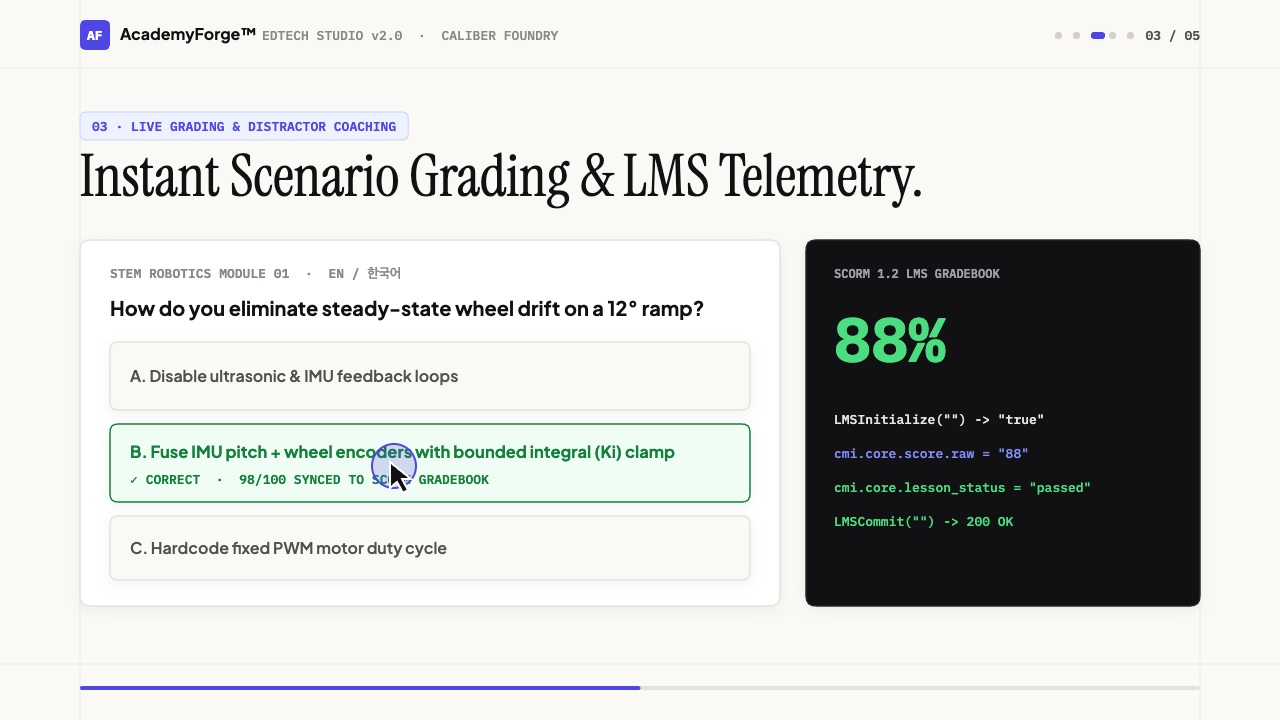 AF AcademyForge™ EDTECH STUDIO v2.0 · CALIBER FOUNDRY 03 / 05
03 · LIVE GRADING & DISTRACTOR COACHING
Instant Scenario Grading & LMS Telemetry.
STEM ROBOTICS MODULE 01 · EN / 한국어
How do you eliminate steady-state wheel drift on a 12° ramp?
A. Disable ultrasonic & IMU feedback loops
B. Fuse IMU pitch + wheel encoders with bounded integral (Ki) clamp
✓ CORRECT · 98/100 SYNCED TO GRADEBOOK
C. Hardcode fixed PWM motor duty cycle
SCORM 1.2 LMS GRADEBOOK
88%
LMSInitialize("") -> "true"
cmi.core.score.raw = "88"
cmi.core.lesson_status = "passed"
LMSCommit("") -> 200 OK